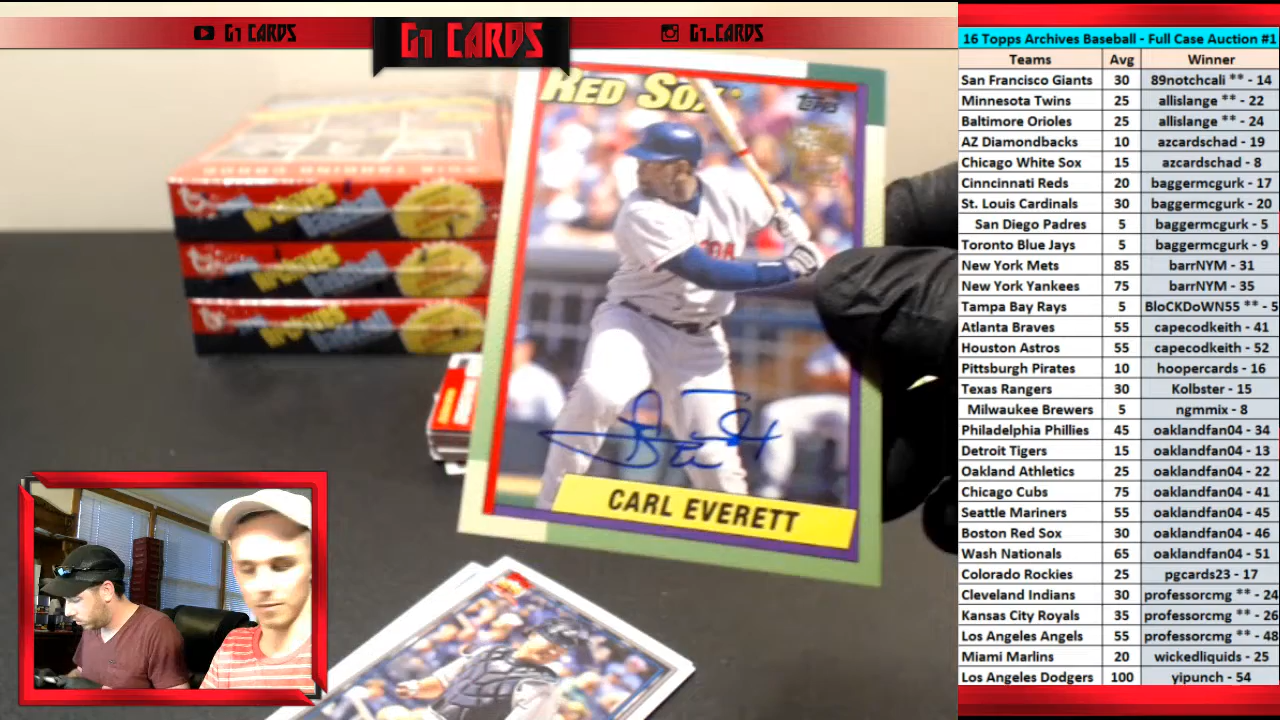 G1 CARDS
G1 CARDS
G1_CARDS
RED SOX
TOPPS
CARL EVERETT
16 Topps Archives Baseball - Full Case Auction #1
Teams Avg Winner
San Francisco Giants 30 89notchcali ** - 14
Minnesota Twins 25 allislange ** - 22
Baltimore Orioles 25 allislange ** - 24
AZ Diamondbacks 10 azcardschad - 19
Chicago White Sox 15 azcardschad - 8
Cinncinnati Reds 20 baggermcgurk - 17
St. Louis Cardinals 30 baggermcgurk - 20
San Diego Padres 5 baggermcgurk - 5
Toronto Blue Jays 5 baggermcgurk - 9
New York Mets 85 barrNYM - 31
New York Yankees 75 barrNYM - 35
Tampa Bay Rays 5 BloCKDoWN55 ** - 5
Atlanta Braves 55 capecodkeith - 41
Houston Astros 55 capecodkeith - 52
Pittsburgh Pirates 10 hoopercards - 16
Texas Rangers 30 Kolbster - 15
Milwaukee Brewers 5 ngmmix - 8
Philadelphia Phillies 45 oaklandfan04 - 34
Detroit Tigers 15 oaklandfan04 - 13
Oakland Athletics 25 oaklandfan04 - 22
Chicago Cubs 75 oaklandfan04 - 41
Seattle Mariners 55 oaklandfan04 - 45
Boston Red Sox 30 oaklandfan04 - 46
Wash Nationals 65 oaklandfan04 - 51
Colorado Rockies 25 pgcards23 - 17
Cleveland Indians 30 professorcmg ** - 24
Kansas City Royals 35 professorcmg ** - 26
Los Angeles Angels 55 professorcmg ** - 48
Miami Marlins 20 wickedliquids - 25
Los Angeles Dodgers 100 yipunch - 54